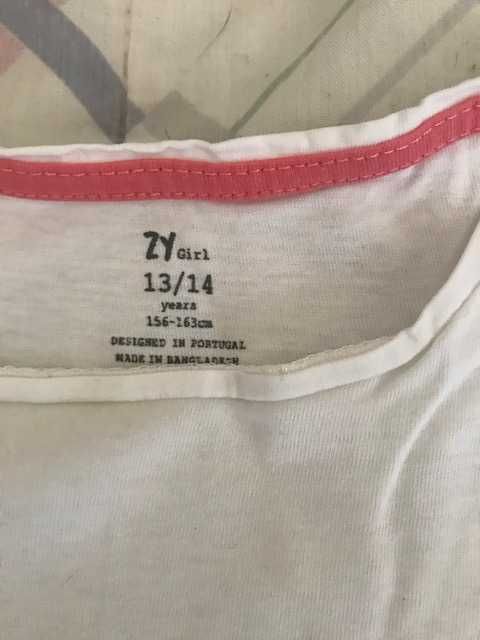 ZY Girl
13/14
years
156-163cm
DESIGNED IN PORTUGAL
MADE IN BANGLADESH